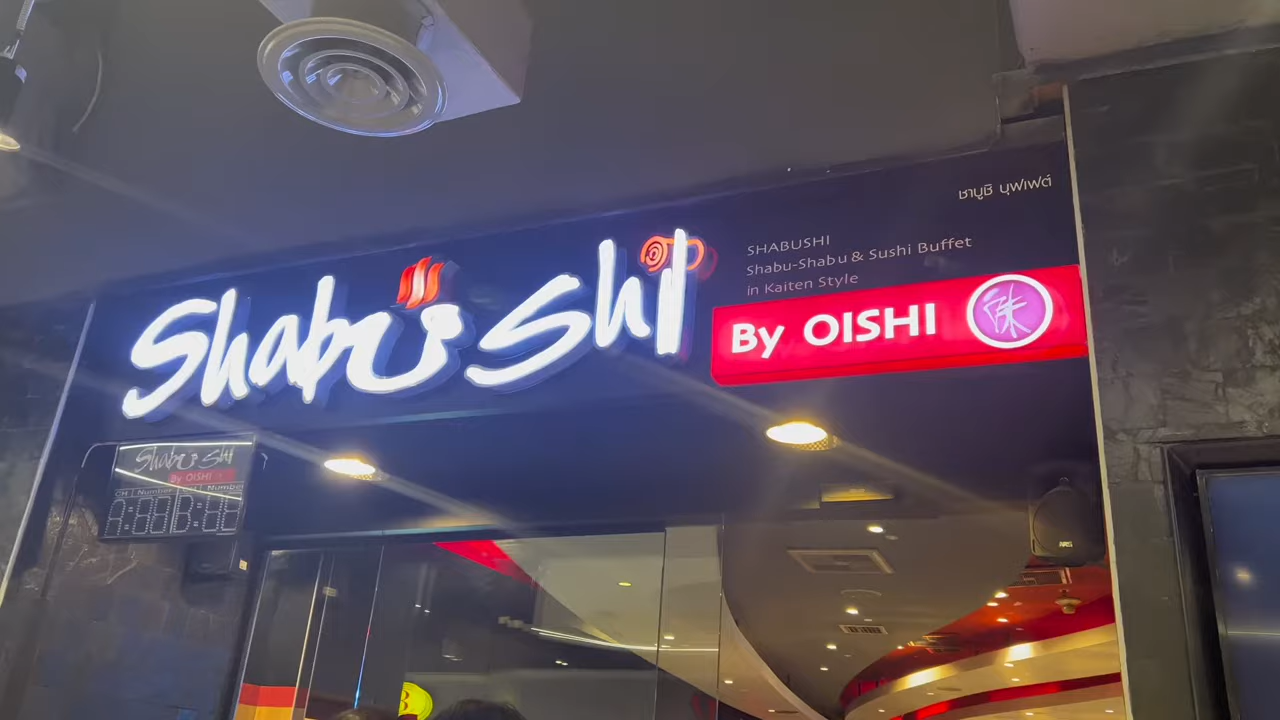 ชาบูชิ บุฟเฟต์
Shabushi
SHABUSHI
Shabu-Shabu & Sushi Buffet
in Kaiten Style
By OISHI
味
Shabushi
By OISHI